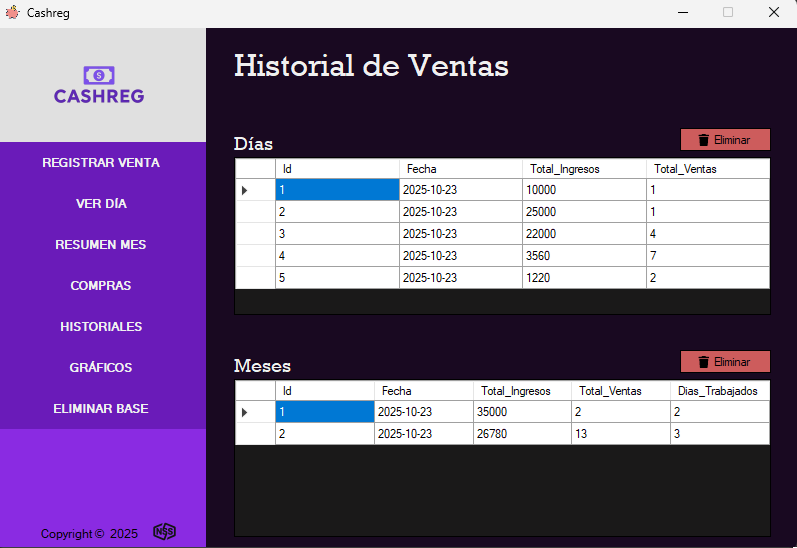 Cashreg
CASHREG
REGISTRAR VENTA
VER DÍA
RESUMEN MES
COMPRAS
HISTORIALES
GRÁFICOS
ELIMINAR BASE
Copyright © 2025
NSS
Historial de Ventas
Días
Eliminar
Id Fecha Total_Ingresos Total_Ventas
1 2025-10-23 10000 1
2 2025-10-23 25000 1
3 2025-10-23 22000 4
4 2025-10-23 3560 7
5 2025-10-23 1220 2
Meses
Eliminar
Id Fecha Total_Ingresos Total_Ventas Dias_Trabajados
1 2025-10-23 35000 2 2
2 2025-10-23 26780 13 3